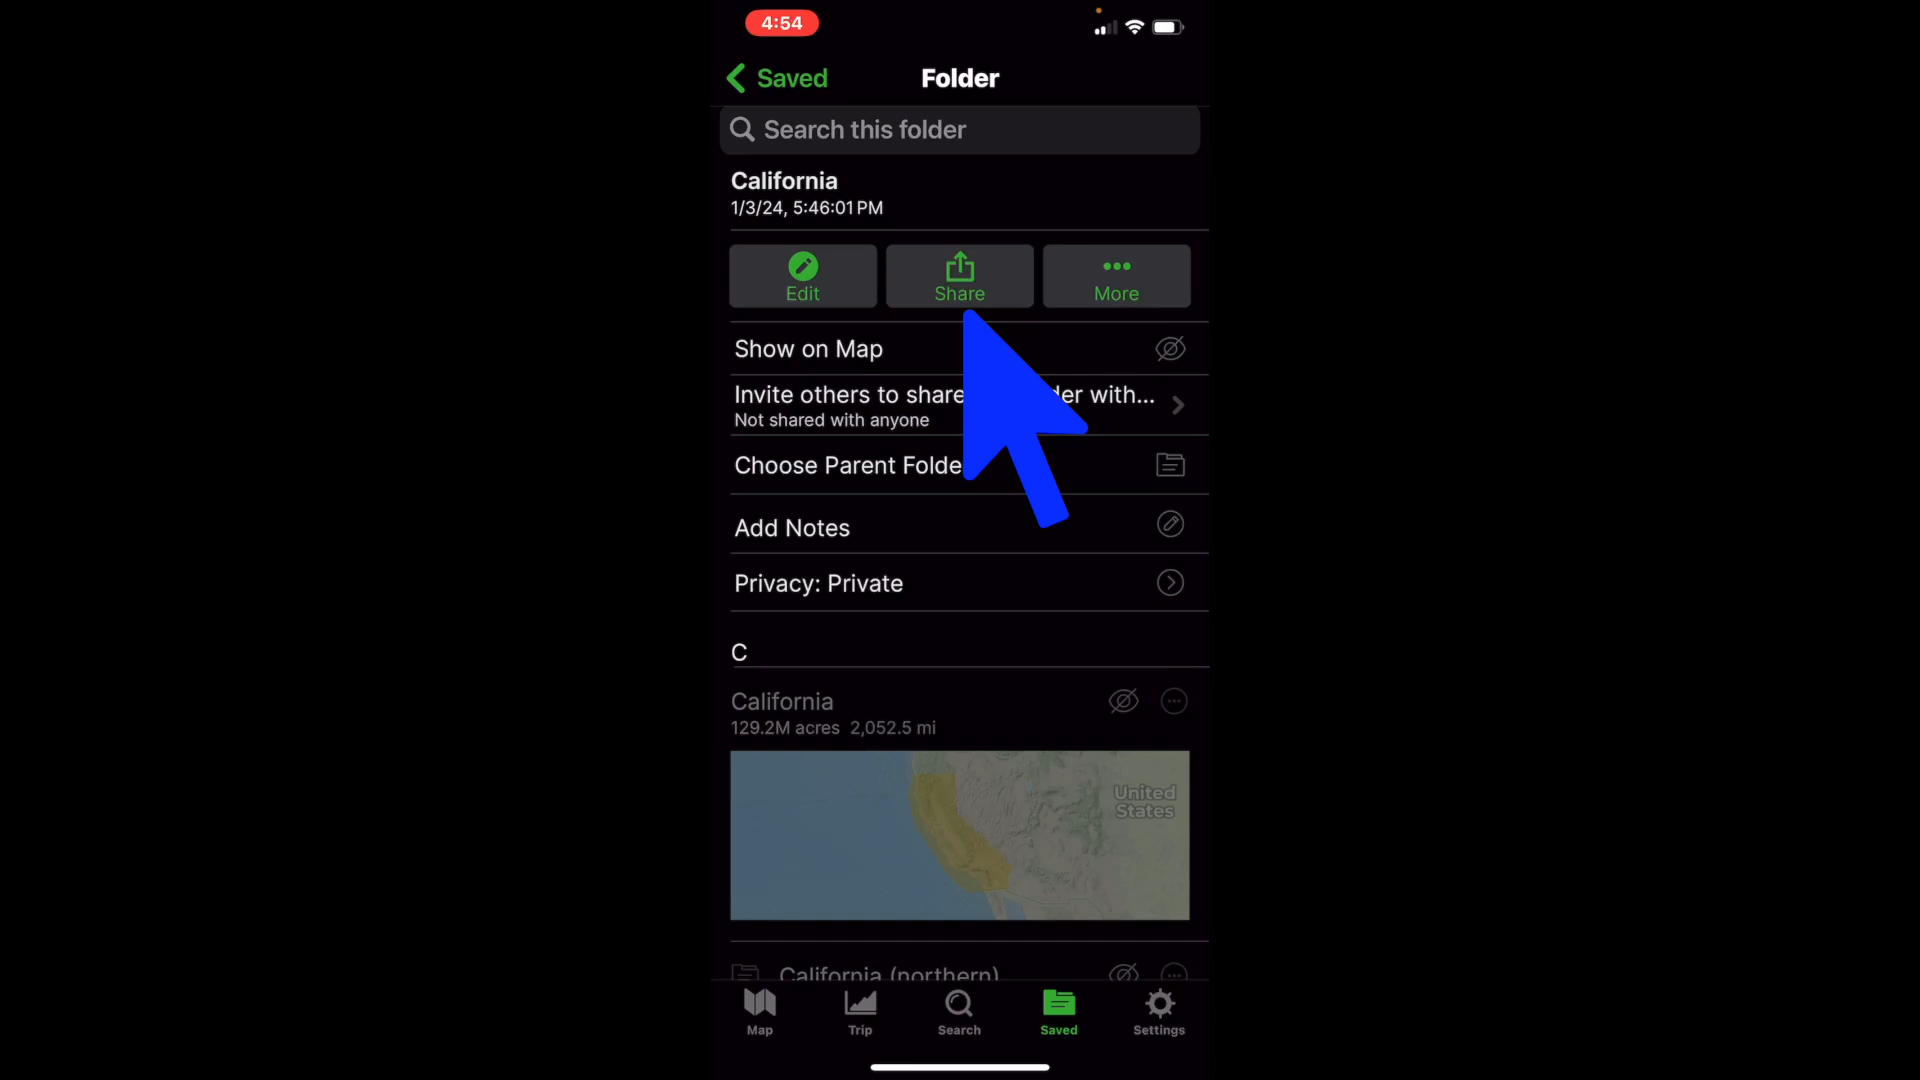 4:54
Saved
Folder
Search this folder
California
1/3/24, 5:46:01 PM
Edit
Share
More
Show on Map
Invite others to share der with...
Not shared with anyone
Choose Parent Folde
Add Notes
Privacy: Private
C
California
129.2M acres 2,052.5 mi
United
States
California (northern)
Map
Trip
Search
Saved
Settings